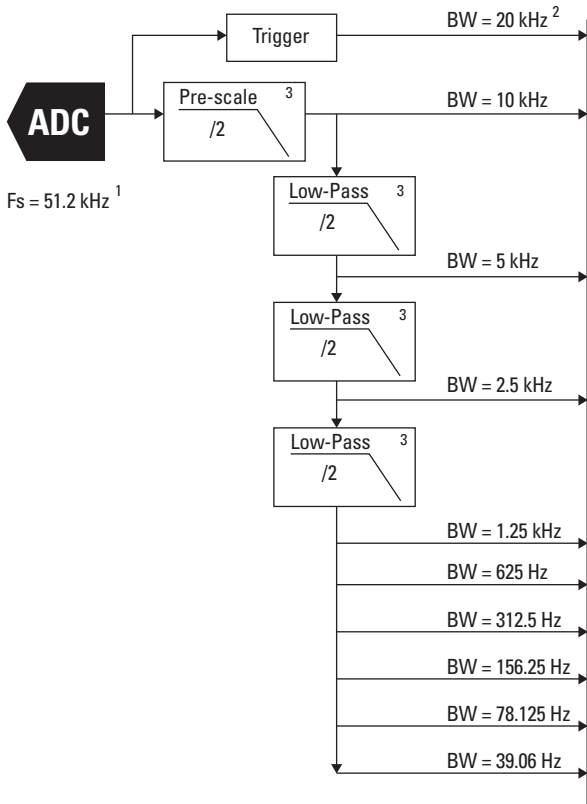 BW = 20 kHz 2
Trigger
ADC
Pre-scale 3
/2
BW = 10 kHz
Fs = 51.2 kHz 1
Low-Pass 3
/2
BW = 5 kHz
Low-Pass 3
/2
BW = 2.5 kHz
Low-Pass 3
/2
BW = 1.25 kHz
BW = 625 Hz
BW = 312.5 Hz
BW = 156.25 Hz
BW = 78.125 Hz
BW = 39.06 Hz